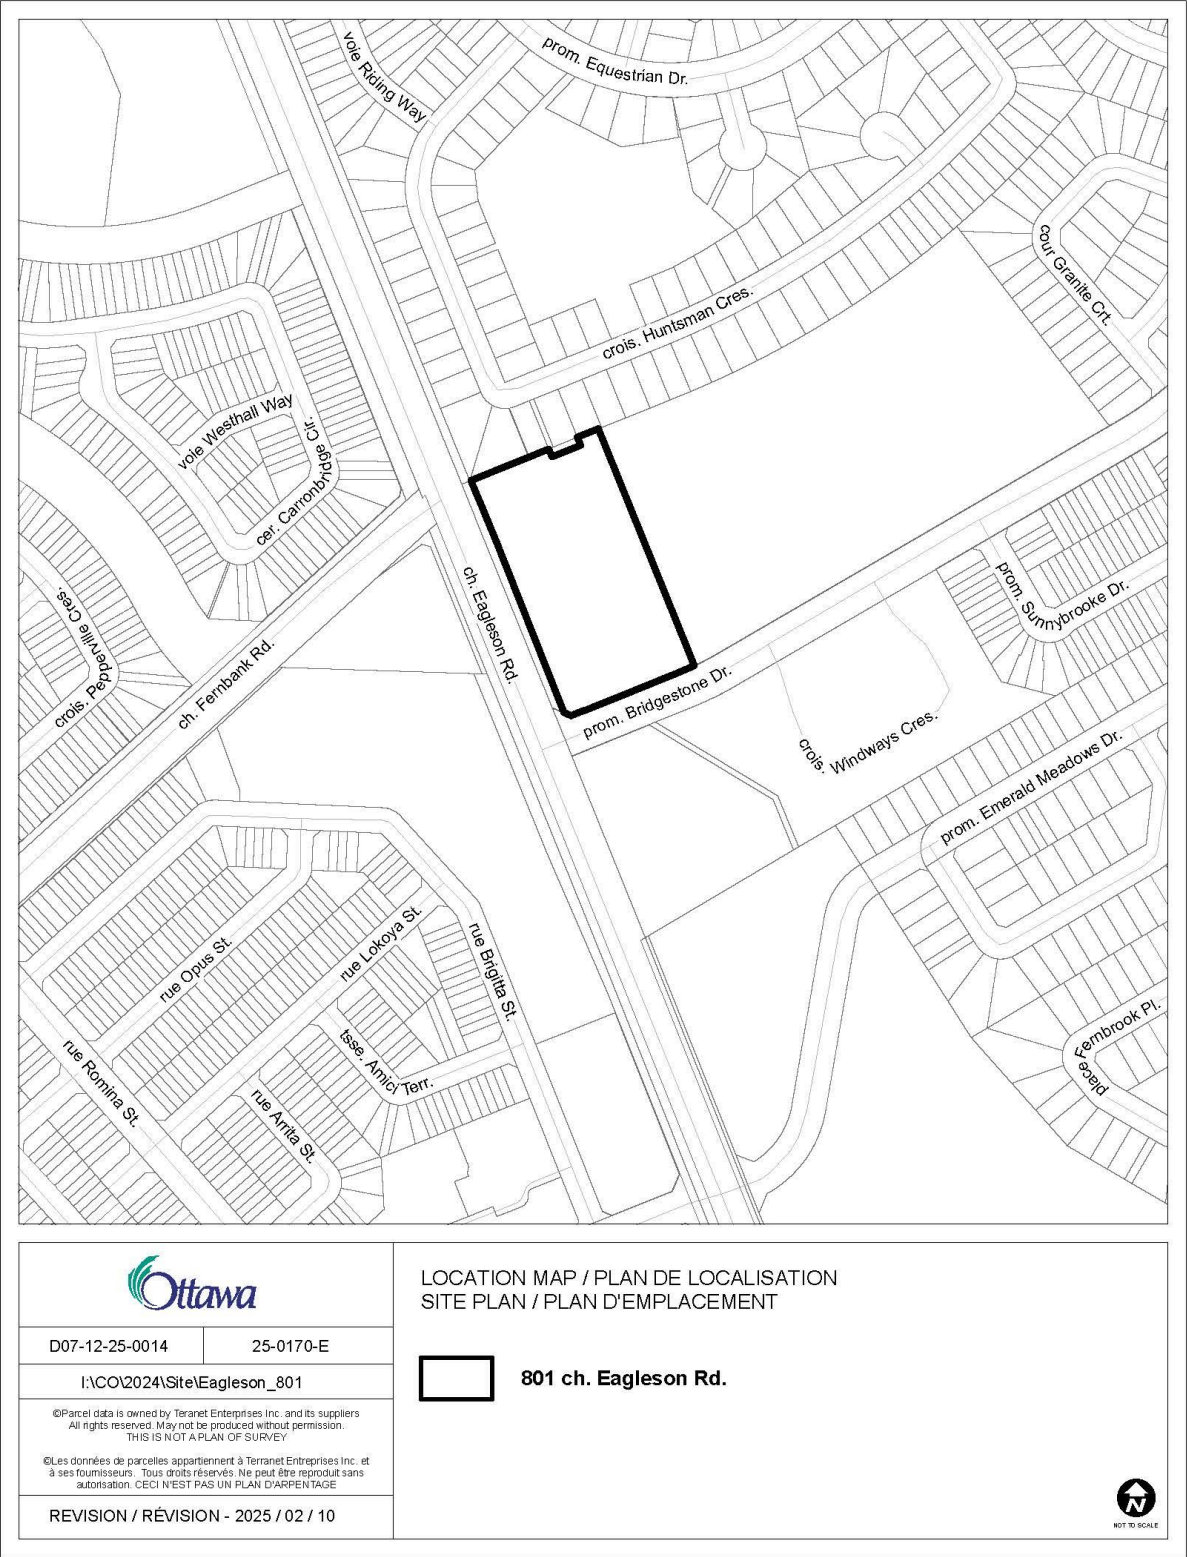 voie Riding Way
prom. Equestrian Dr.
cour Granite Crt.
crois. Huntsman Cres.
voie Westhall Way
cer. Carronbridge Cir.
ch. Eagleson Rd.
prom. Sunnybrooke Dr.
crois. Pepperville Cres.
ch. Fernbank Rd.
prom. Bridgestone Dr.
crois. Windways Cres.
prom. Emerald Meadows Dr.
rue Opus St.
rue Lokoya St.
rue Brigitta St.
place Fernbrook Pl.
rue Romina St.
tsse. Amici Terr.
rue Arrita St.
Ottawa
D07-12-25-0014
25-0170-E
I:\CO\2024\Site\Eagleson_801
©Parcel data is owned by Teranet Enterprises Inc. and its suppliers
All rights reserved. May not be produced without permission.
THIS IS NOT A PLAN OF SURVEY
©Les données de parcelles appartiennent à Terranet Entreprises Inc. et
à ses fournisseurs. Tous droits réservés. Ne peut être reproduit sans
autorisation. CECI N'EST PAS UN PLAN D'ARPENTAGE
REVISION / RÉVISION - 2025 / 02 / 10
LOCATION MAP / PLAN DE LOCALISATION
SITE PLAN / PLAN D'EMPLACEMENT
801 ch. Eagleson Rd.
N
NOT TO SCALE